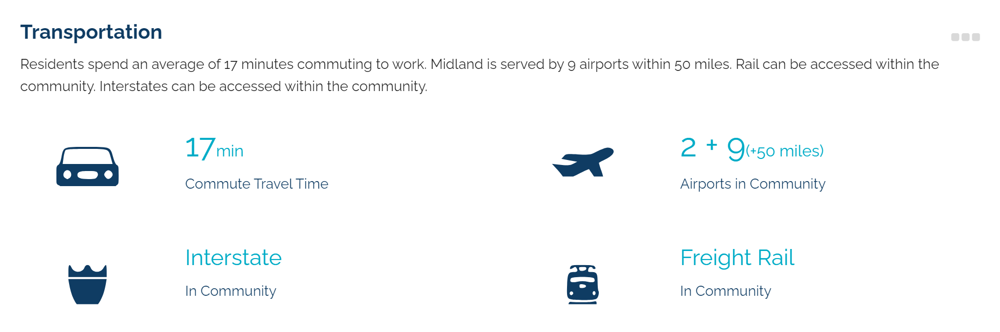 Transportation
Residents spend an average of 17 minutes commuting to work. Midland is served by 9 airports within 50 miles. Rail can be accessed within the
community. Interstates can be accessed within the community.
17 min
Commute Travel Time
2 + 9(+50 miles)
Airports in Community
Interstate
In Community
Freight Rail
In Community